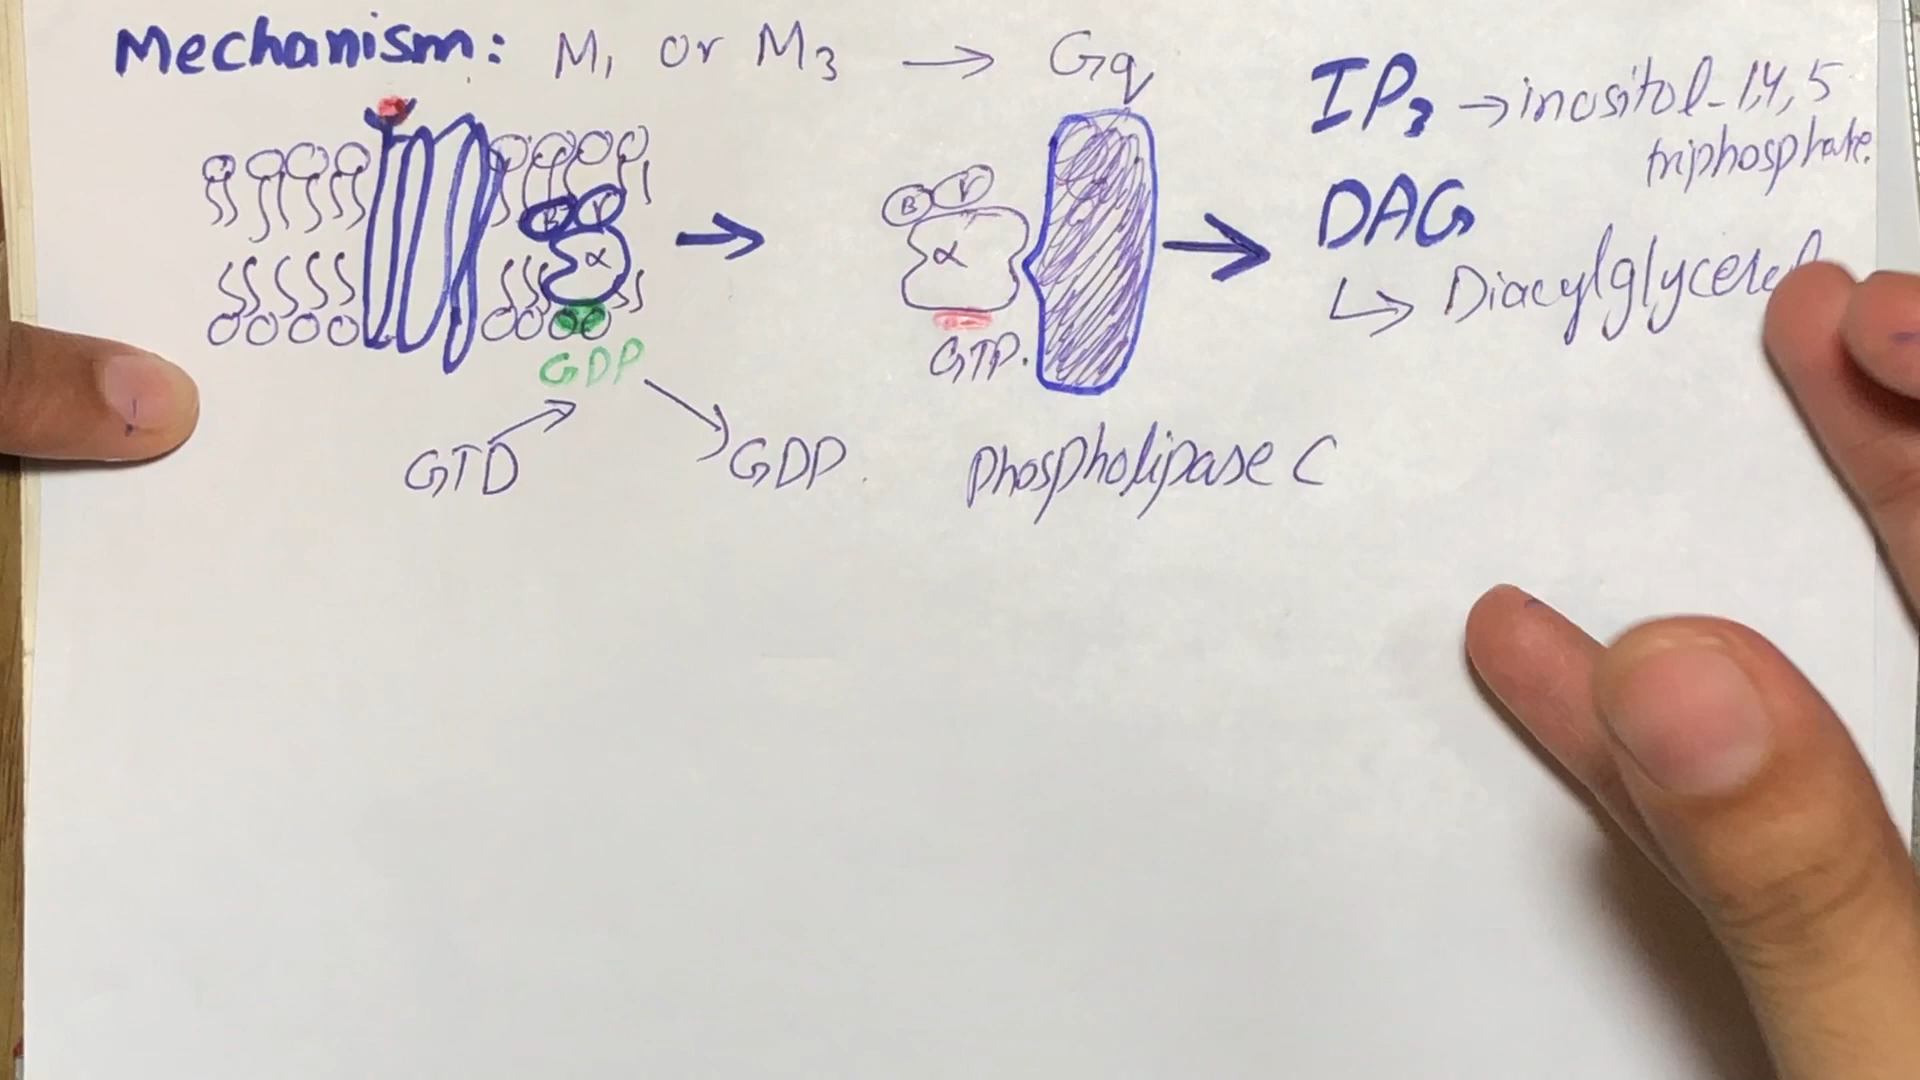 Mechanism: M1 or M3 → Gq
IP3 → inositol-1,4,5
triphosphate.
DAG
↳ Diacylglycerol
B γ
α
GDP
GTD
GDP.
B γ
α
GTP.
Phospholipase C